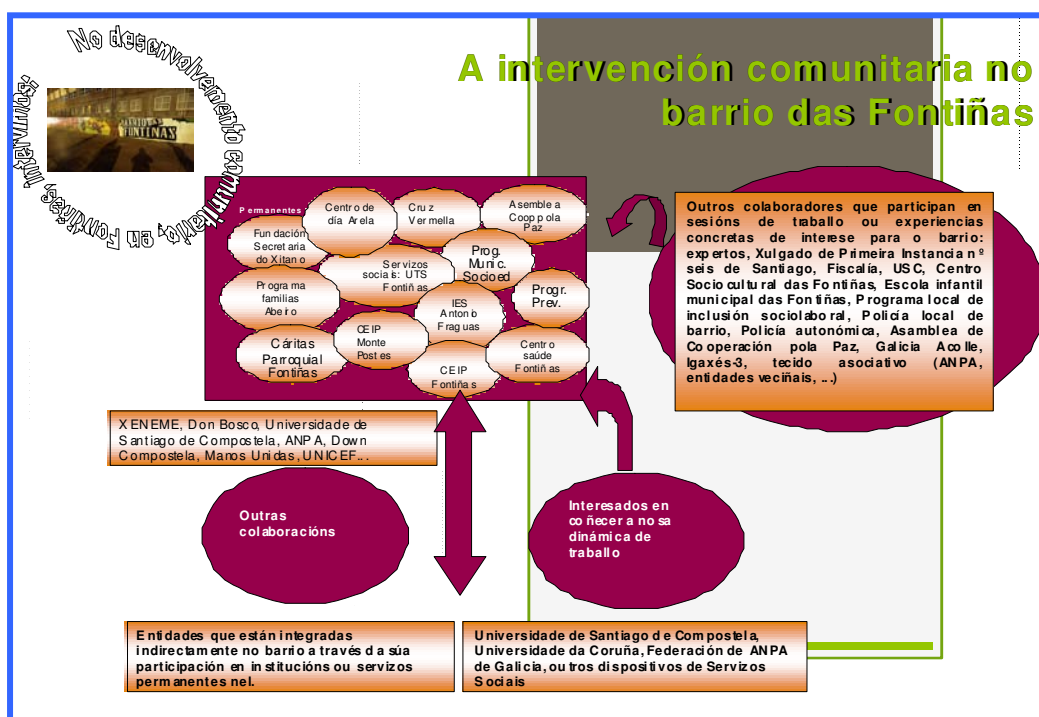 No desenvolvemento comunitario, en Fontiñas, intervimos:
BARRIO DAS
FONTIÑAS
A intervención comunitaria no
barrio das Fontiñas
Permanentes
Centro de
día Arela
Cruz
Vermella
Asemblea
Coop pola
Paz
Fundación
Secretariado
do Xitano
Servizos
sociais: UTS
Fontiñas
Prog.
Munic.
Socioed
Programa
familias
Abeiro
IES
Antonio
Fraguas
Progr.
Prev.
Cáritas
Parroquial
Fontiñas
CEIP
Monte
Postes
CEIP
Fontiñas
Centro
saúde
Fontiñas
Outros colaboradores que participan en
sesións de traballo ou experiencias
concretas de interese para o barrio:
expertos, Xulgado de Primeira Instancia nº
seis de Santiago, Fiscalía, USC, Centro
Sociocultural das Fontiñas, Escola infantil
municipal das Fontiñas, Programa local de
inclusión sociolaboral, Policía local de
barrio, Policía autonómica, Asamblea de
Cooperación pola Paz, Galicia Acolle,
Igaxés-3, tecido asociativo (ANPA,
entidades veciñais, ...)
XENEME, Don Bosco, Universidade de
Santiago de Compostela, ANPA, Down
Compostela, Manos Unidas, UNICEF...
Outras
colaboracións
Interesados en
coñecer a nosa
dinámica de
traballo
Entidades que están integradas
indirectamente no barrio a través da súa
participación en institucións ou servizos
permanentes nel.
Universidade de Santiago de Compostela,
Universidade da Coruña, Federación de ANPA
de Galicia, outros dispositivos de Servizos
Sociais